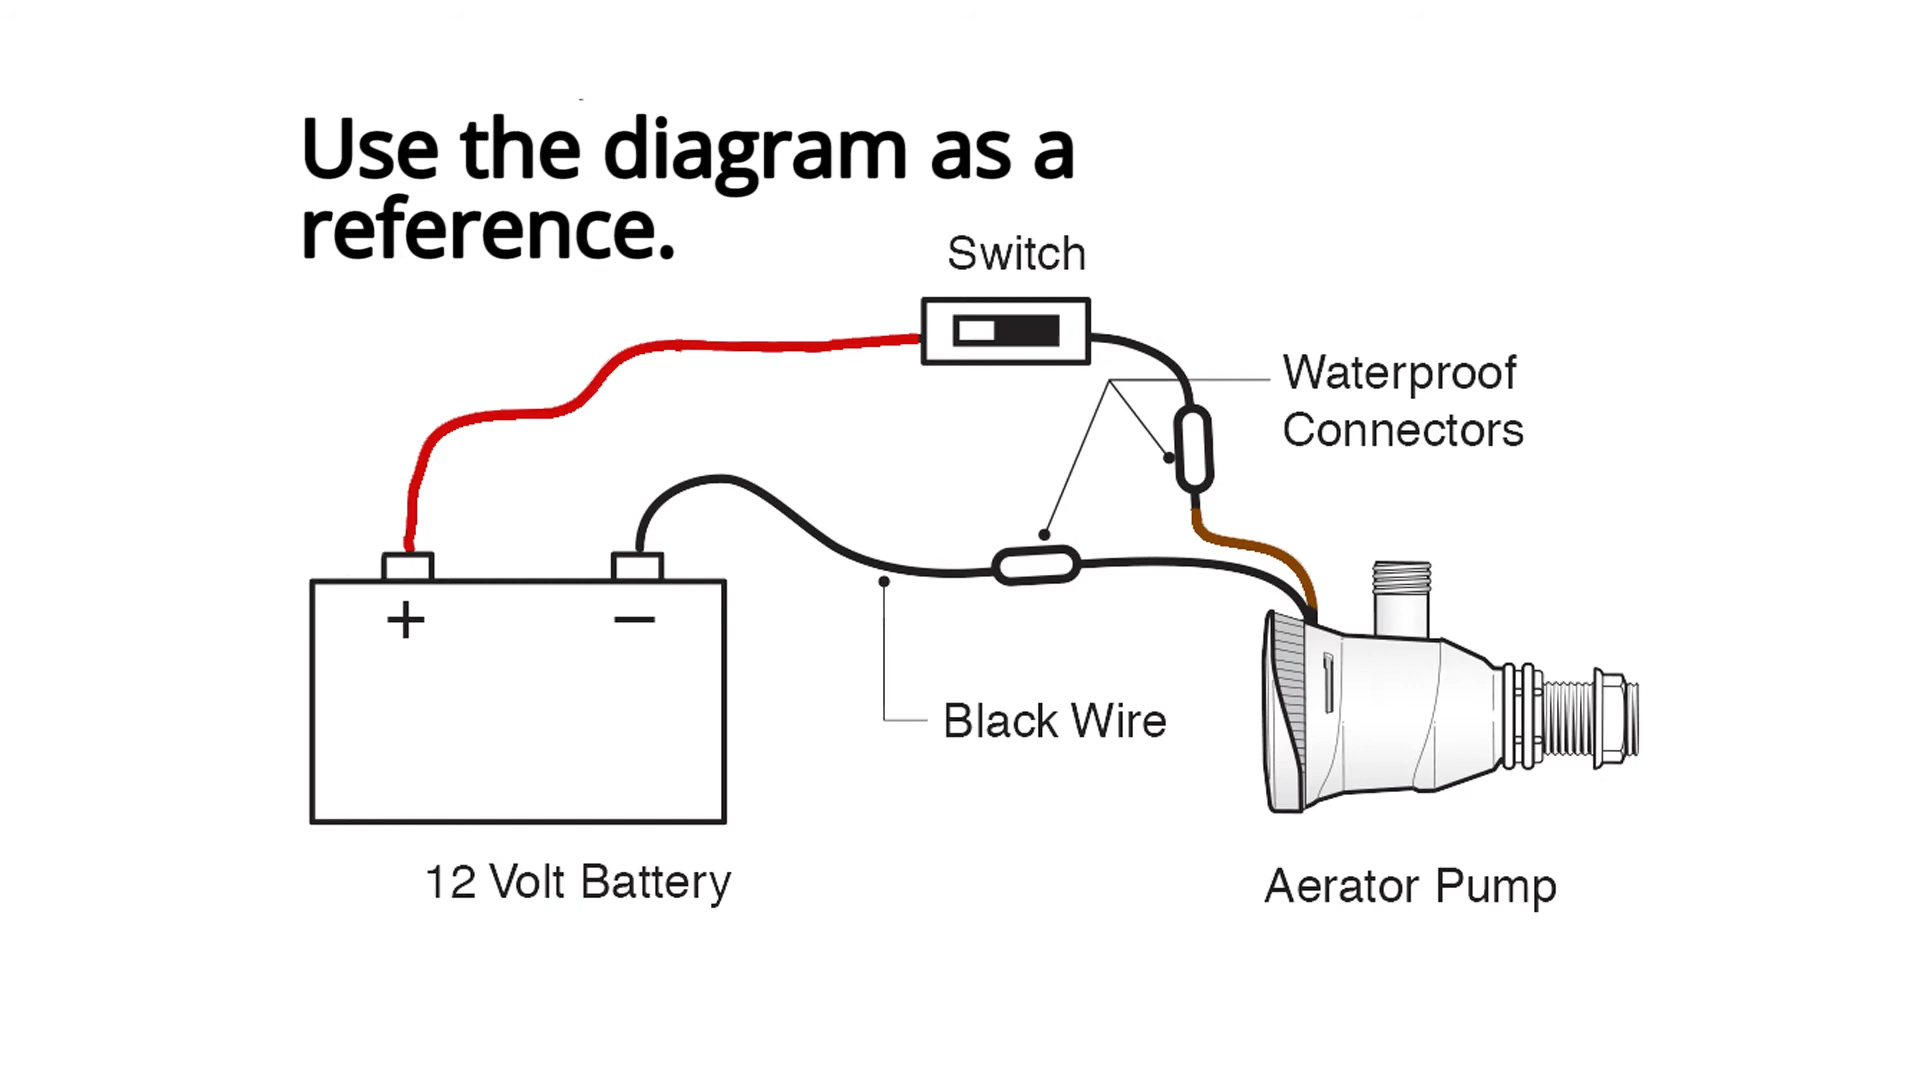 Use the diagram as a
reference.
Switch
Waterproof
Connectors
+ −
Black Wire
12 Volt Battery
Aerator Pump